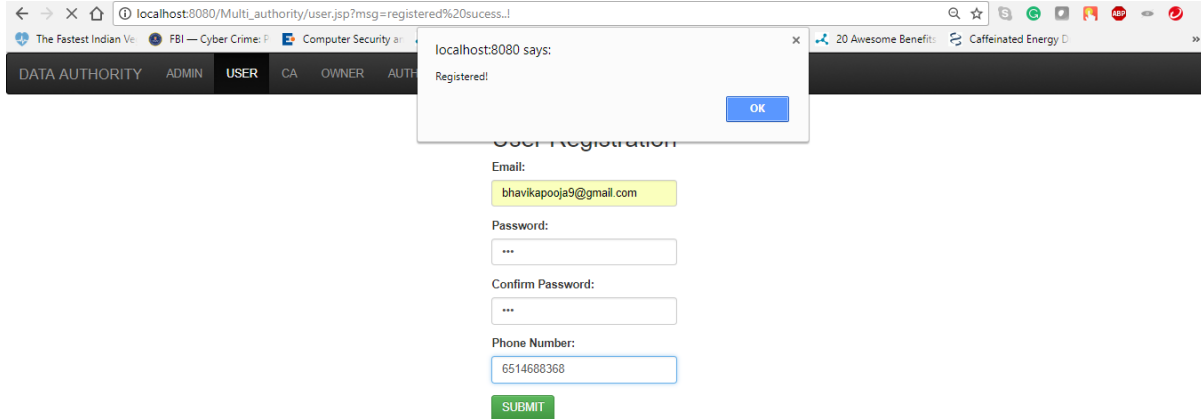 localhost:8080/Multi_authority/user.jsp?msg=registered%20sucess..!
The Fastest Indian Ve FBI — Cyber Crime: P Computer Security ar 20 Awesome Benefits Caffeinated Energy D »
localhost:8080 says:
Registered!
OK
DATA AUTHORITY ADMIN USER CA OWNER AUTH
User Registration
Email:
bhavikapooja9@gmail.com
Password:
•••
Confirm Password:
•••
Phone Number:
6514688368
SUBMIT
ABP